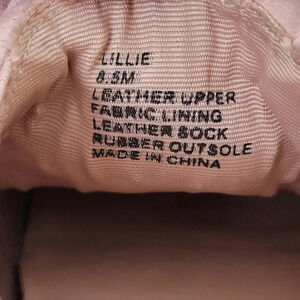 LILLIE
8.5M
LEATHER UPPER
FABRIC LINING
LEATHER SOCK
RUBBER OUTSOLE
MADE IN CHINA